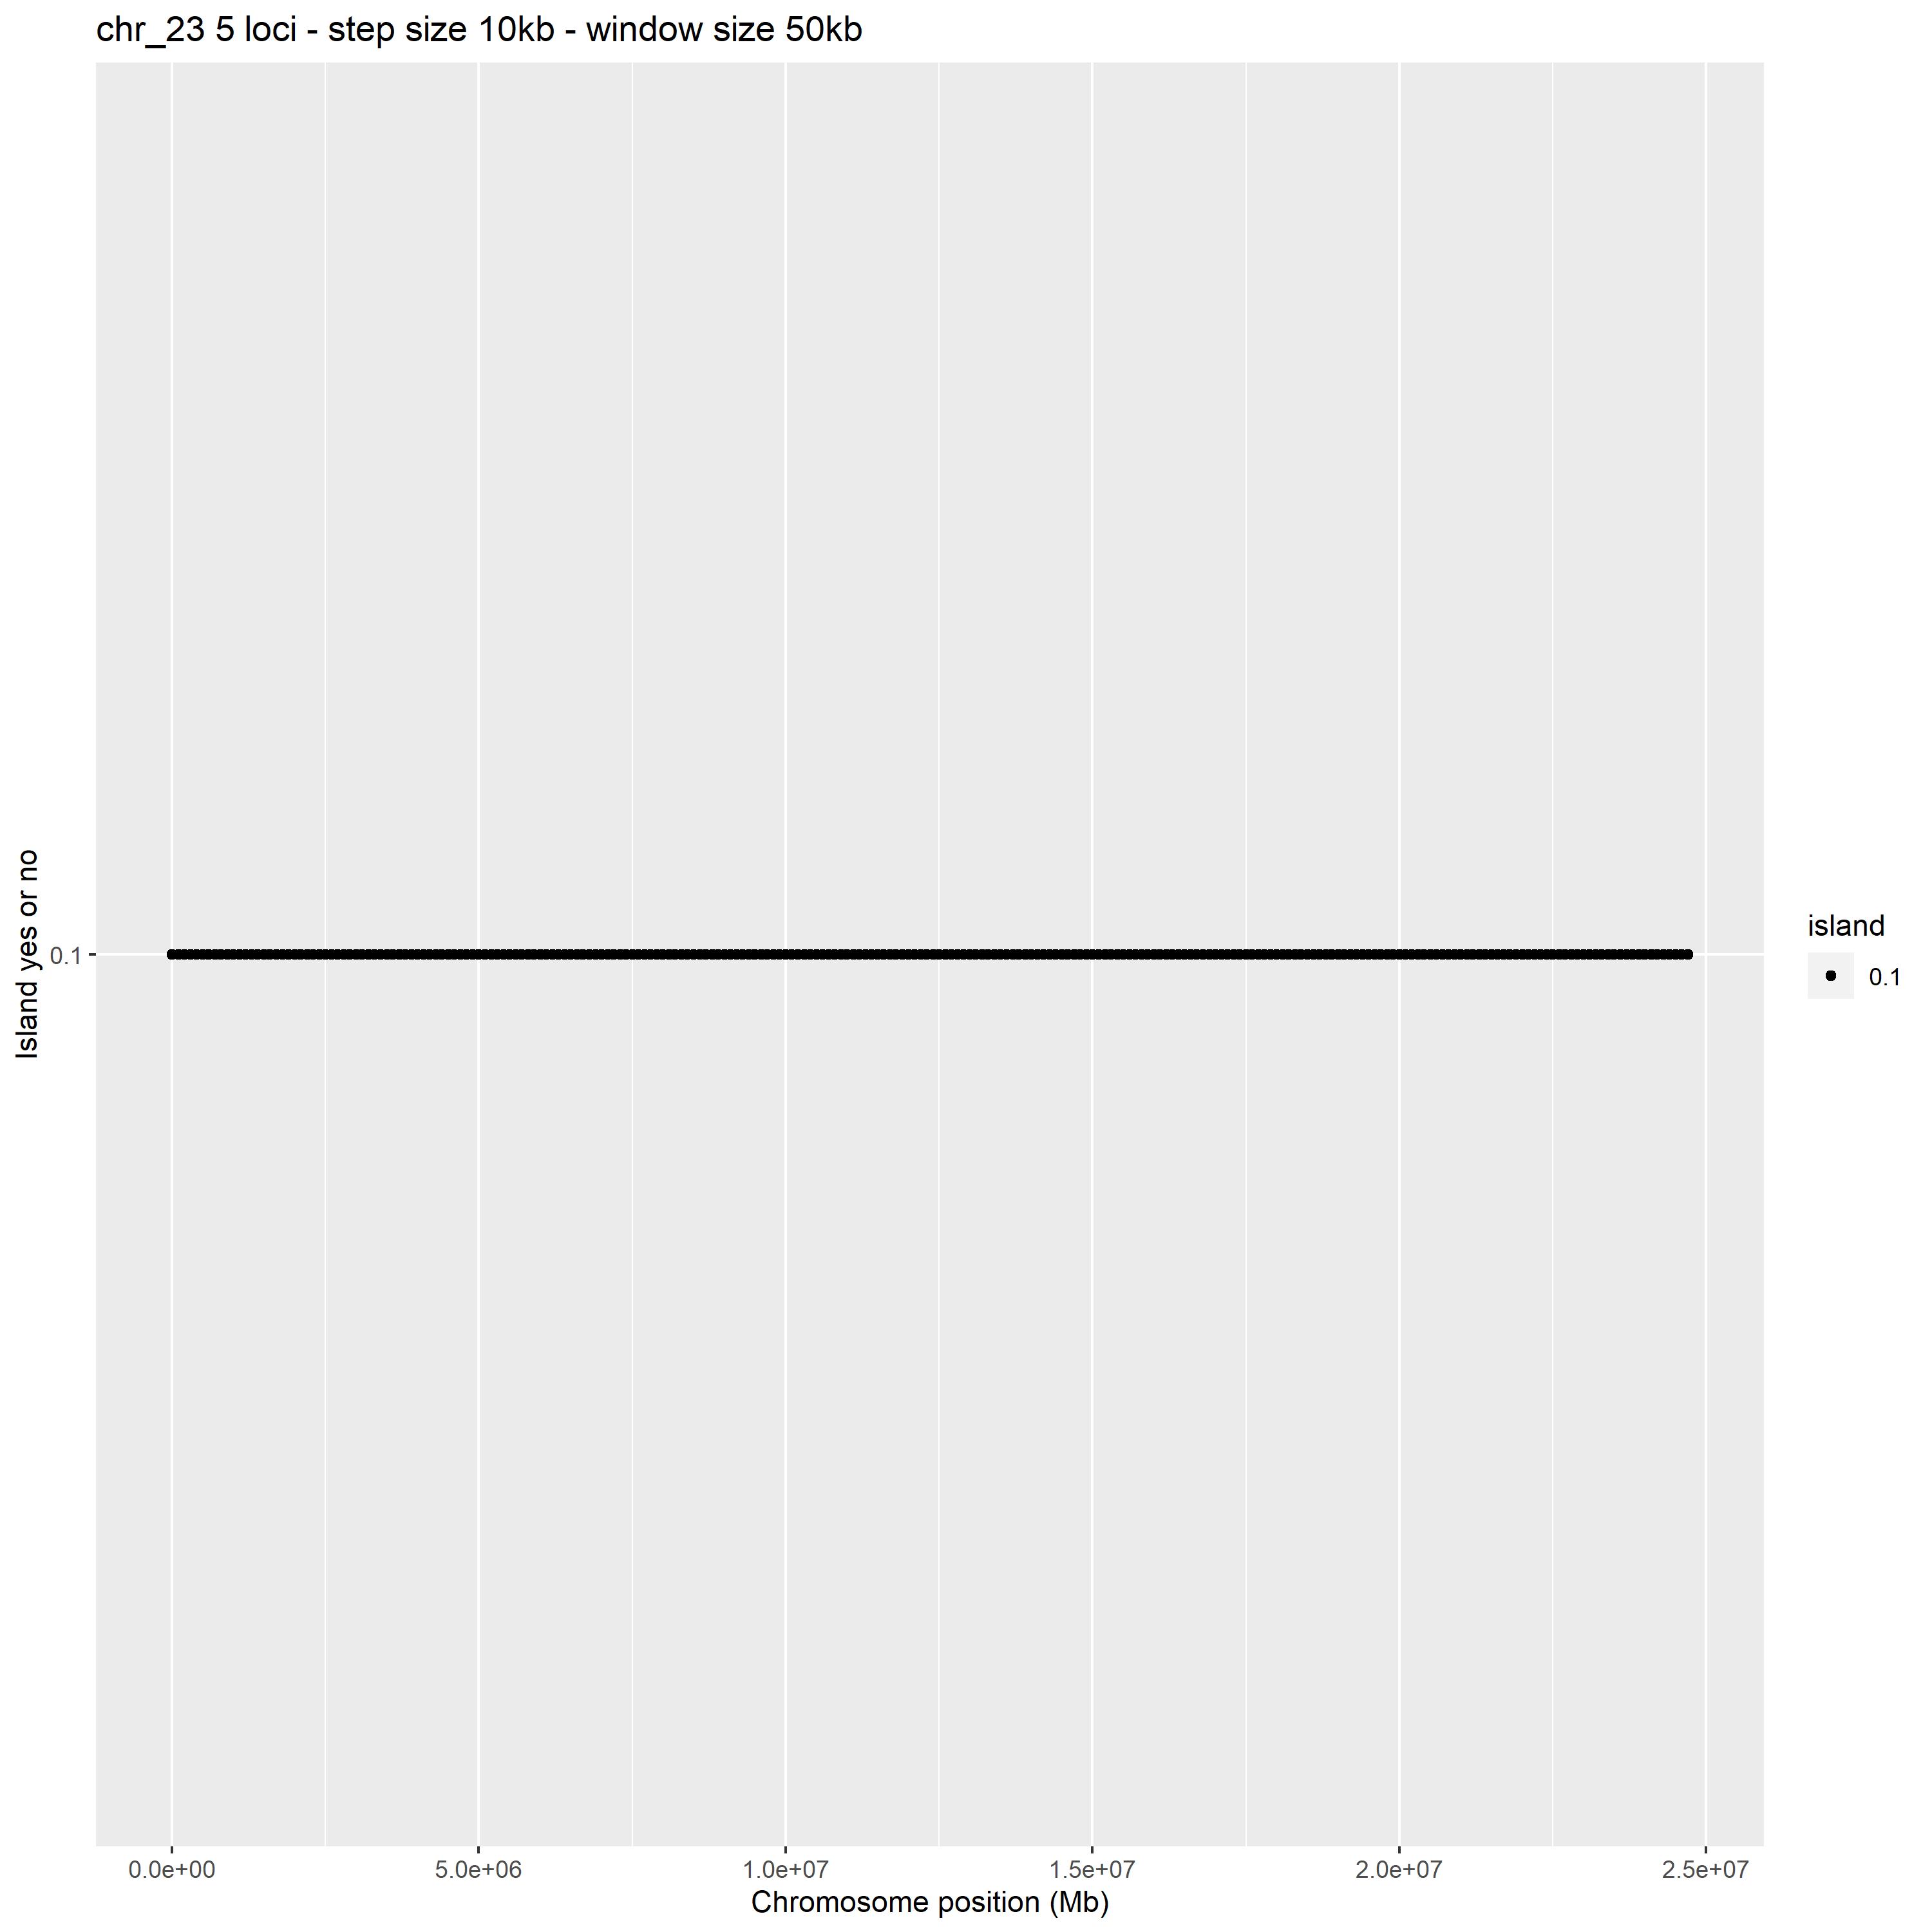 chr_23 5 loci - step size 10kb - window size 50kb
Island yes or no
0.1
island
0.1
0.0e+00 5.0e+06 1.0e+07 1.5e+07 2.0e+07 2.5e+07
Chromosome position (Mb)